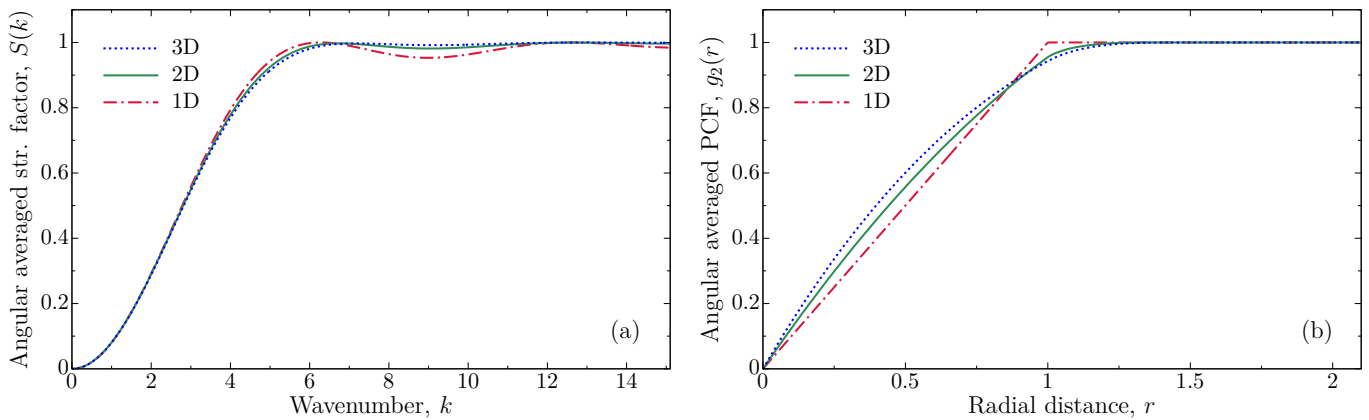 Angular averaged str. factor, S(k)
1
0.8
0.6
0.4
0.2
0
3D
2D
1D
(a)
0 2 4 6 8 10 12 14
Wavenumber, k
Angular averaged PCF, g₂(r)
1
0.8
0.6
0.4
0.2
0
3D
2D
1D
(b)
0 0.5 1 1.5 2
Radial distance, r